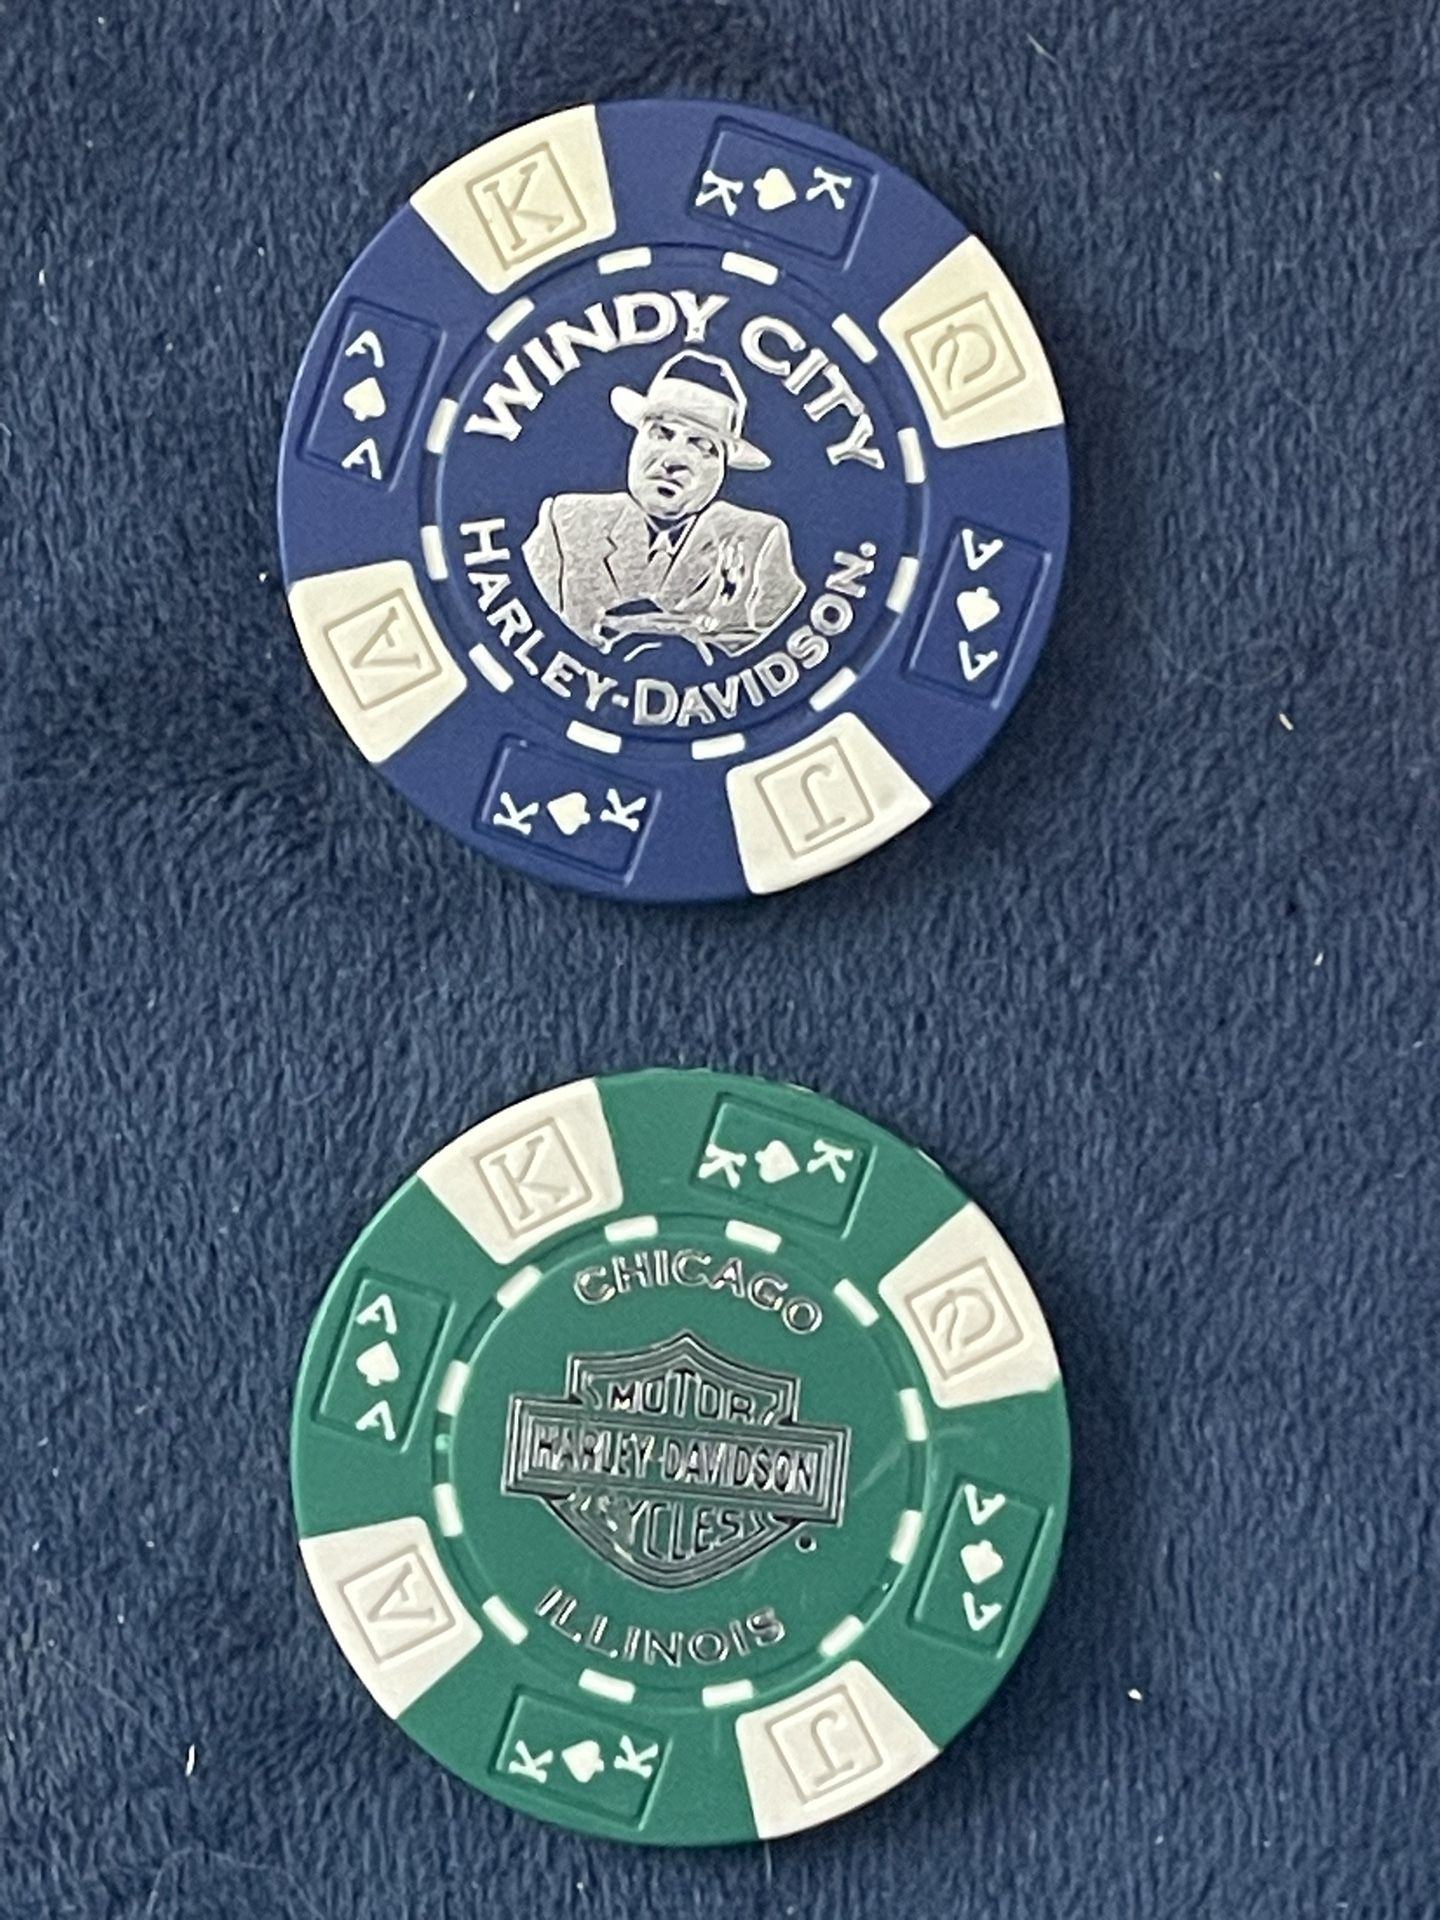 K
K K
Q
A A
WINDY CITY
HARLEY-DAVIDSON.
A A
A
K K
J
K
K K
Q
A A
CHICAGO
MOTOR
HARLEY-DAVIDSON
CYCLES
ILLINOIS
A A
A
K K
J